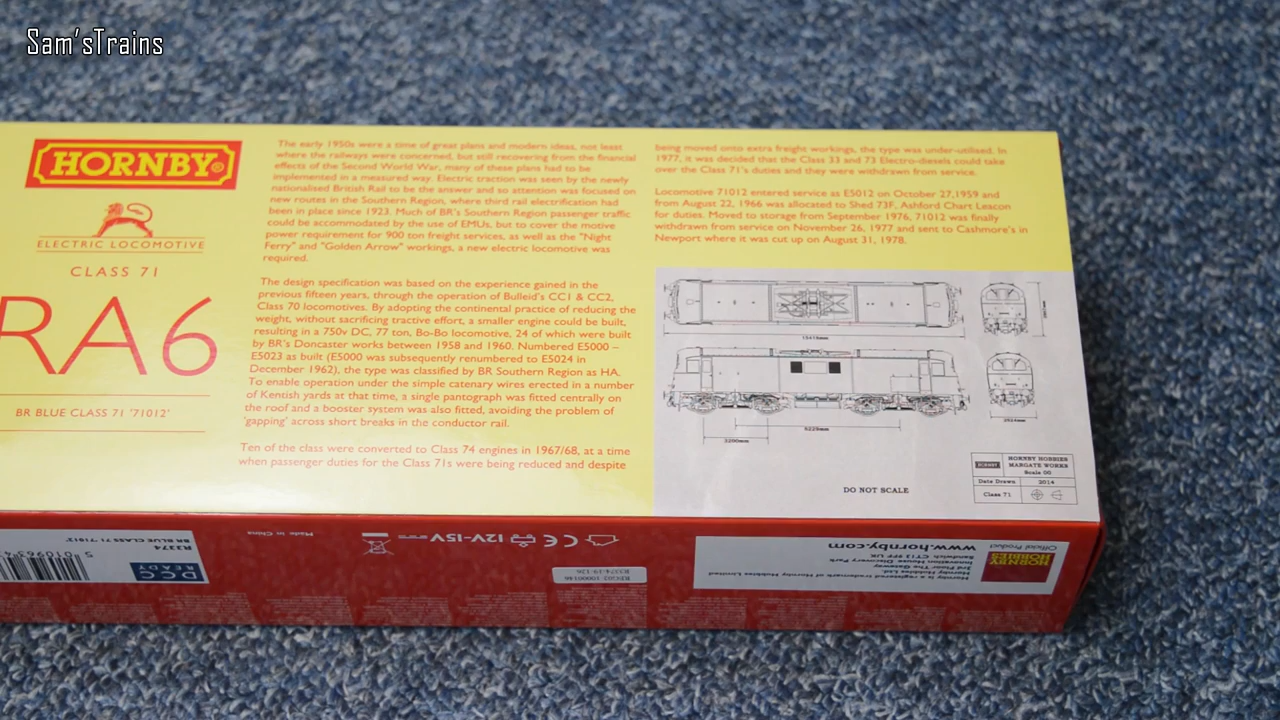 Sam'sTrains
HORNBY®
ELECTRIC LOCOMOTIVE
CLASS 71
RA6
BR BLUE CLASS 71 '71012'
The early 1950s were a time of great plans and modern ideas, not least
where the railways were concerned, but still recovering from the financial
effects of the Second World War, many of these plans had to be
implemented in a measured way. Electric traction was seen by the newly
nationalised British Rail to be the answer and so attention was focused on
new routes in the Southern Region, where third rail electrification had
been in place since 1923. Much of BR's Southern Region passenger traffic
could be accommodated by the use of EMUs, but to cover the motive
power requirement for 900 ton freight services, as well as the "Night
Ferry" and "Golden Arrow" workings, a new electric locomotive was
required.
The design specification was based on the experience gained in the
previous fifteen years, through the operation of Bulleid's CC1 & CC2,
Class 70 locomotives. By adopting the continental practice of reducing the
weight, without sacrificing tractive effort, a smaller engine could be built,
resulting in a 750v DC, 77 ton, Bo-Bo locomotive, 24 of which were built
by BR's Doncaster works between 1958 and 1960. Numbered E5000 –
E5023 as built (E5000 was subsequently renumbered to E5024 in
December 1962), the type was classified by BR Southern Region as HA.
To enable operation under the simple catenary wires erected in a number
of Kentish yards at that time, a single pantograph was fitted centrally on
the roof and a booster system was also fitted, avoiding the problem of
'gapping' across short breaks in the conductor rail.
Ten of the class were converted to Class 74 engines in 1967/68, at a time
when passenger duties for the Class 71s were being reduced and despite
being moved onto extra freight workings, the type was under-utilised. In
1977, it was decided that the Class 33 and 73 Electro-diesels could take
over the Class 71's duties and they were withdrawn from service.
Locomotive 71012 entered service as E5012 on October 27,1959 and
from August 22, 1966 was allocated to Shed 73F, Ashford Chart Leacon
for duties. Moved to storage from September 1976, 71012 was finally
withdrawn from service on November 26, 1977 and sent to Cashmore's in
Newport where it was cut up on August 31, 1978.
DO NOT SCALE
HORNBY
HORNBY HOBBIES
MARGATE WORKS
Scale 00
Date Drawn 2014
Class 71
R3374
BR BLUE CLASS 71 '71012'
DCC
READY
Made in China
CE 12V-15V
HORNBY
HOBBIES
Official Product
www.hornby.com
Hornby is a registered trademark of Hornby Hobbies Limited
Hornby Hobbies Ltd.
3rd Floor The Gateway
Innovation House Discovery Park
Sandwich CT13 9FF UK